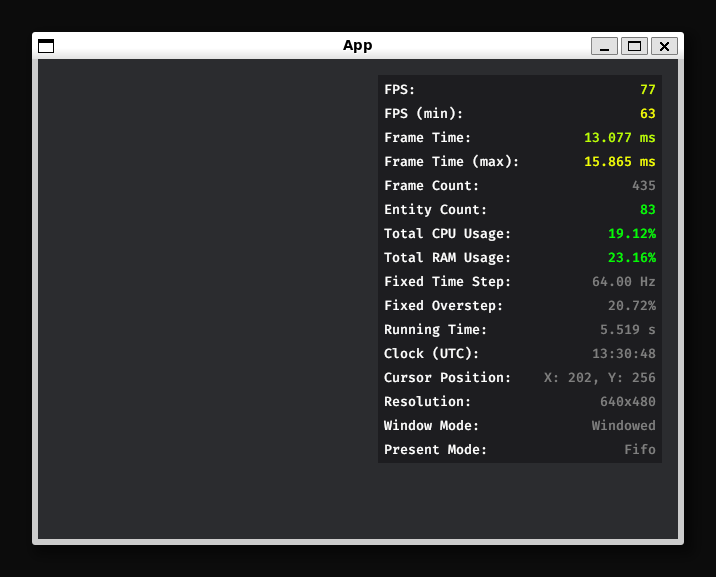 App
FPS: 77
FPS (min): 63
Frame Time: 13.077 ms
Frame Time (max): 15.865 ms
Frame Count: 435
Entity Count: 83
Total CPU Usage: 19.12%
Total RAM Usage: 23.16%
Fixed Time Step: 64.00 Hz
Fixed Overstep: 20.72%
Running Time: 5.519 s
Clock (UTC): 13:30:48
Cursor Position: X: 202, Y: 256
Resolution: 640x480
Window Mode: Windowed
Present Mode: Fifo